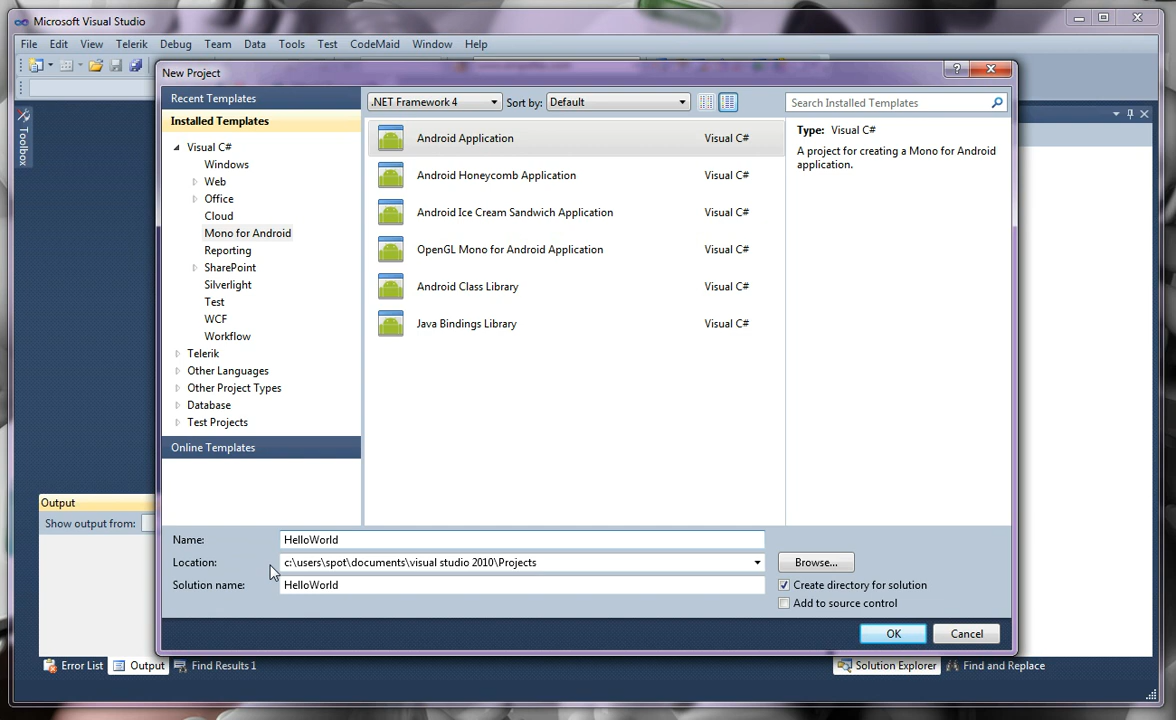 Microsoft Visual Studio
File Edit View Telerik Debug Team Data Tools Test CodeMaid Window Help
New Project
Recent Templates
.NET Framework 4 Sort by: Default Search Installed Templates
Installed Templates
Toolbox
Visual C#
Windows
Web
Office
Cloud
Mono for Android
Reporting
SharePoint
Silverlight
Test
WCF
Workflow
Telerik
Other Languages
Other Project Types
Database
Test Projects
Online Templates
Android Application Visual C#
Android Honeycomb Application Visual C#
Android Ice Cream Sandwich Application Visual C#
OpenGL Mono for Android Application Visual C#
Android Class Library Visual C#
Java Bindings Library Visual C#
Type: Visual C#
A project for creating a Mono for Android
application.
Output
Show output from:
Name: HelloWorld
Location: c:\users\spot\documents\visual studio 2010\Projects Browse...
Solution name: HelloWorld
Create directory for solution
Add to source control
OK Cancel
Error List Output Find Results 1 Solution Explorer Find and Replace